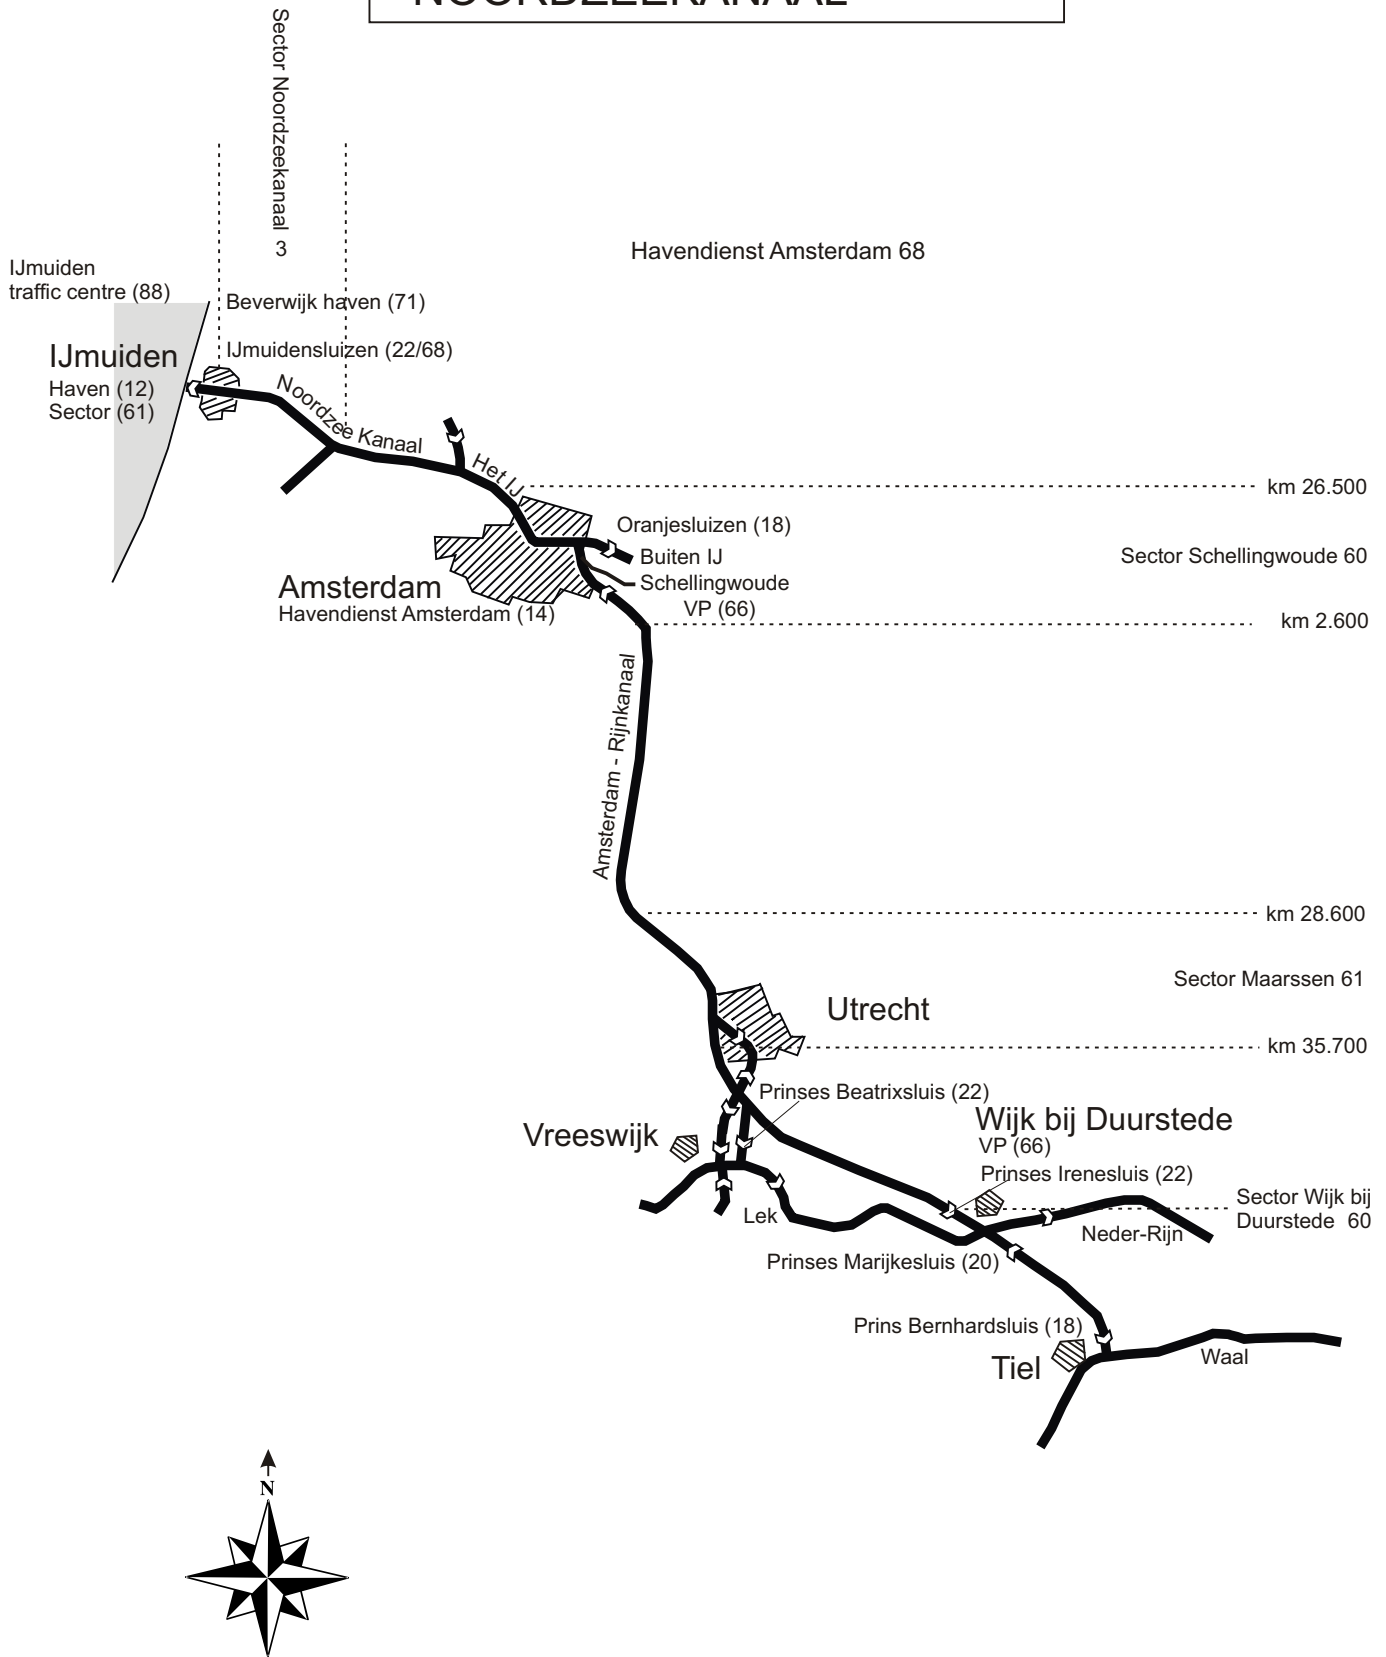 NOORDZEEKANAAL
Sector Noordzeekanaal
3
Havendienst Amsterdam 68
IJmuiden
traffic centre (88)
Beverwijk haven (71)
IJmuidensluizen (22/68)
IJmuiden
Haven (12)
Sector (61)
Noordzee Kanaal
Het IJ
km 26.500
Oranjesluizen (18)
Buiten IJ
Sector Schellingwoude 60
Schellingwoude
VP (66)
Amsterdam
Havendienst Amsterdam (14)
km 2.600
Amsterdam - Rijnkanaal
km 28.600
Sector Maarssen 61
Utrecht
km 35.700
Prinses Beatrixsluis (22)
Vreeswijk
Wijk bij Duurstede
VP (66)
Prinses Irenesluis (22)
Sector Wijk bij
Duurstede 60
Lek
Neder-Rijn
Prinses Marijkesluis (20)
Prins Bernhardsluis (18)
Tiel
Waal
N